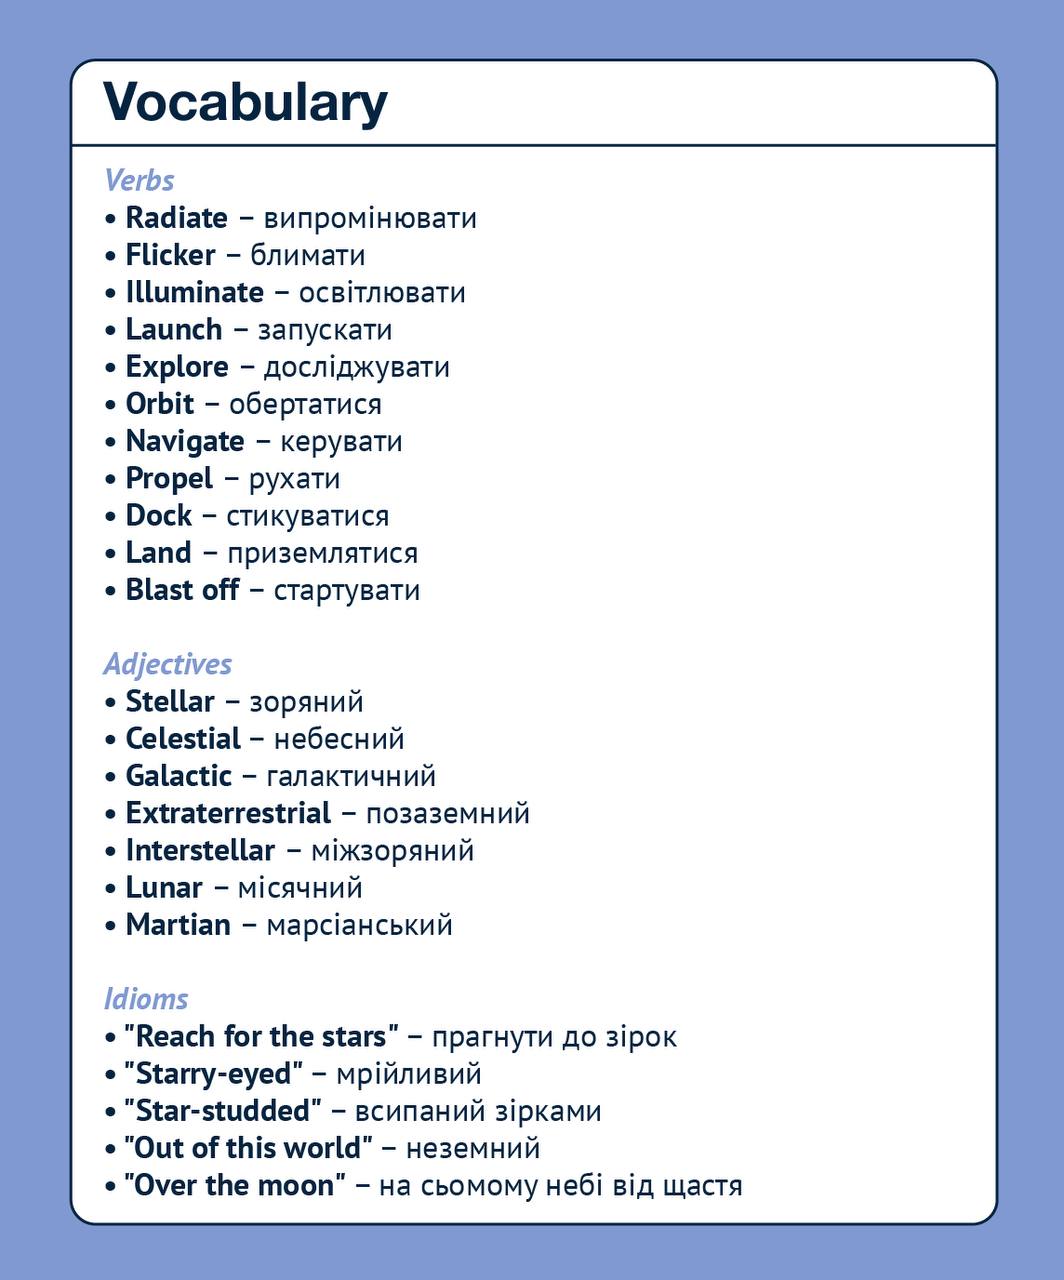 Vocabulary
Verbs
• Radiate – випромінювати
• Flicker – блимати
• Illuminate – освітлювати
• Launch – запускати
• Explore – досліджувати
• Orbit – обертатися
• Navigate – керувати
• Propel – рухати
• Dock – стикуватися
• Land – приземлятися
• Blast off – стартувати
Adjectives
• Stellar – зоряний
• Celestial – небесний
• Galactic – галактичний
• Extraterrestrial – позаземний
• Interstellar – міжзоряний
• Lunar – місячний
• Martian – марсіанський
Idioms
• "Reach for the stars" – прагнути до зірок
• "Starry-eyed" – мрійливий
• "Star-studded" – всипаний зірками
• "Out of this world" – неземний
• "Over the moon" – на сьомому небі від щастя